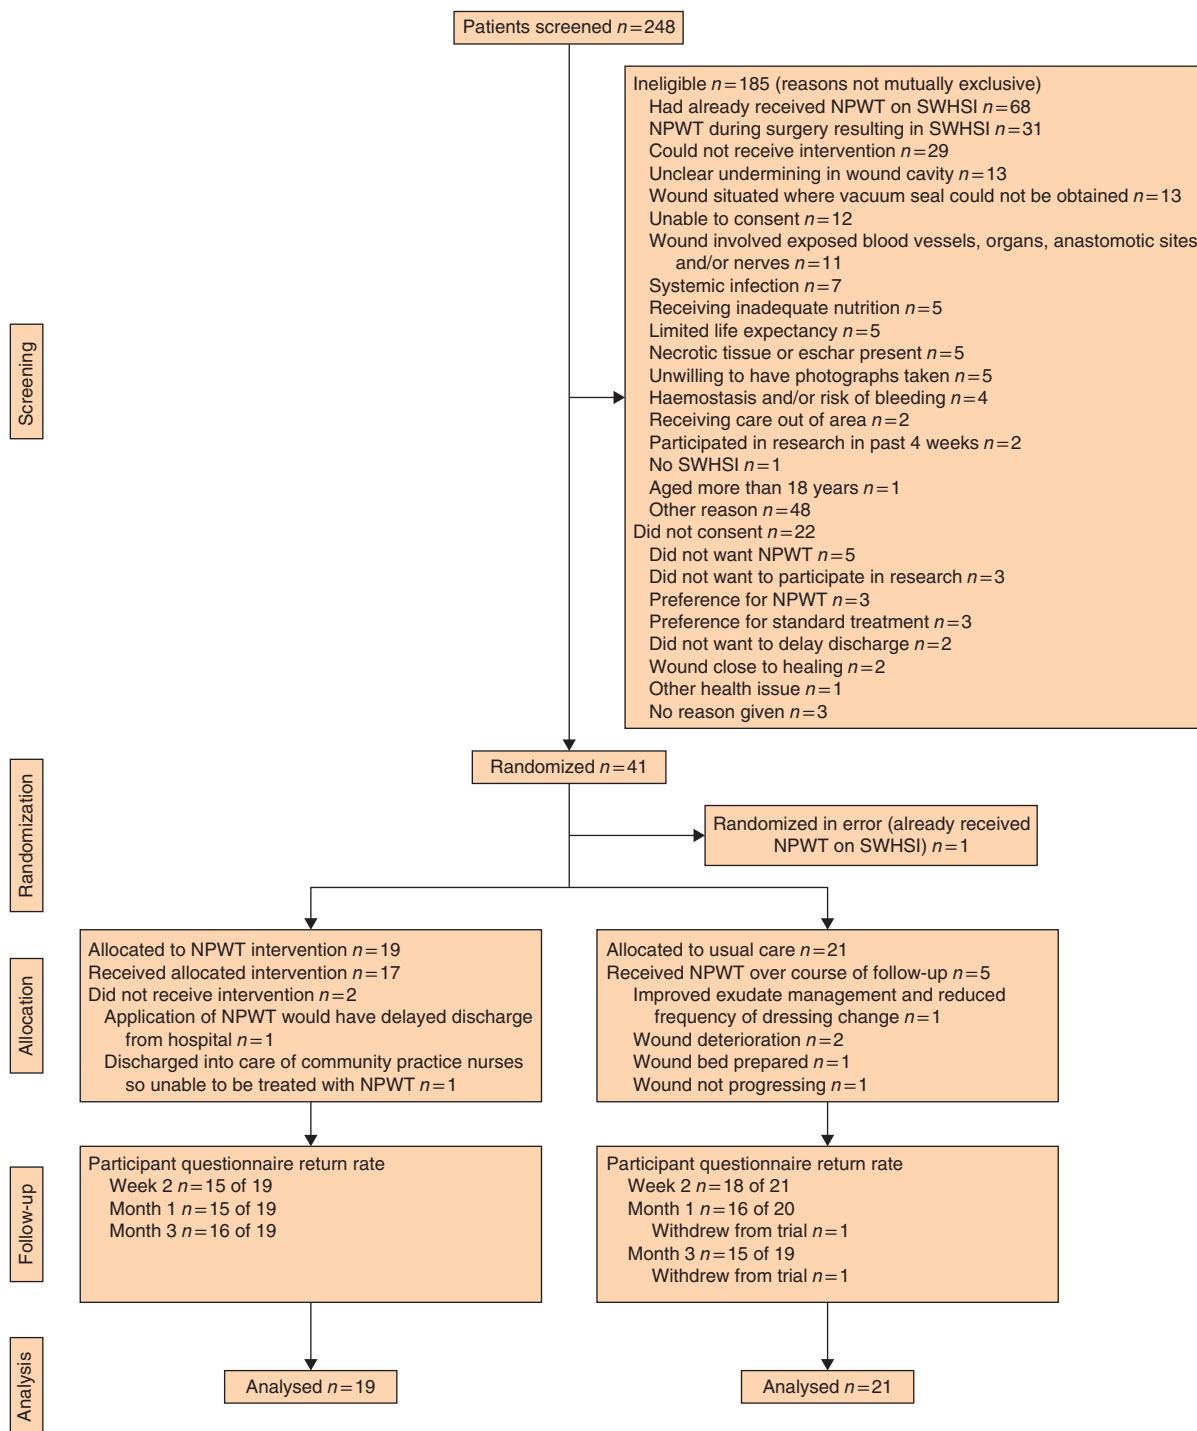 Patients screened n=248
Ineligible n=185 (reasons not mutually exclusive)
Had already received NPWT on SWHSI n=68
NPWT during surgery resulting in SWHSI n=31
Could not receive intervention n=29
Unclear undermining in wound cavity n=13
Wound situated where vacuum seal could not be obtained n=13
Unable to consent n=12
Wound involved exposed blood vessels, organs, anastomotic sites
and/or nerves n=11
Systemic infection n=7
Receiving inadequate nutrition n=5
Limited life expectancy n=5
Necrotic tissue or eschar present n=5
Unwilling to have photographs taken n=5
Haemostasis and/or risk of bleeding n=4
Receiving care out of area n=2
Participated in research in past 4 weeks n=2
No SWHSI n=1
Aged more than 18 years n=1
Other reason n=48
Did not consent n=22
Did not want NPWT n=5
Did not want to participate in research n=3
Preference for NPWT n=3
Preference for standard treatment n=3
Did not want to delay discharge n=2
Wound close to healing n=2
Other health issue n=1
No reason given n=3
Screening
Randomized n=41
Randomized in error (already received
NPWT on SWHSI) n=1
Randomization
Allocated to NPWT intervention n=19
Received allocated intervention n=17
Did not receive intervention n=2
Application of NPWT would have delayed discharge
from hospital n=1
Discharged into care of community practice nurses
so unable to be treated with NPWT n=1
Allocated to usual care n=21
Received NPWT over course of follow-up n=5
Improved exudate management and reduced
frequency of dressing change n=1
Wound deterioration n=2
Wound bed prepared n=1
Wound not progressing n=1
Allocation
Participant questionnaire return rate
Week 2 n=15 of 19
Month 1 n=15 of 19
Month 3 n=16 of 19
Participant questionnaire return rate
Week 2 n=18 of 21
Month 1 n=16 of 20
Withdrew from trial n=1
Month 3 n=15 of 19
Withdrew from trial n=1
Follow-up
Analysed n=19
Analysed n=21
Analysis